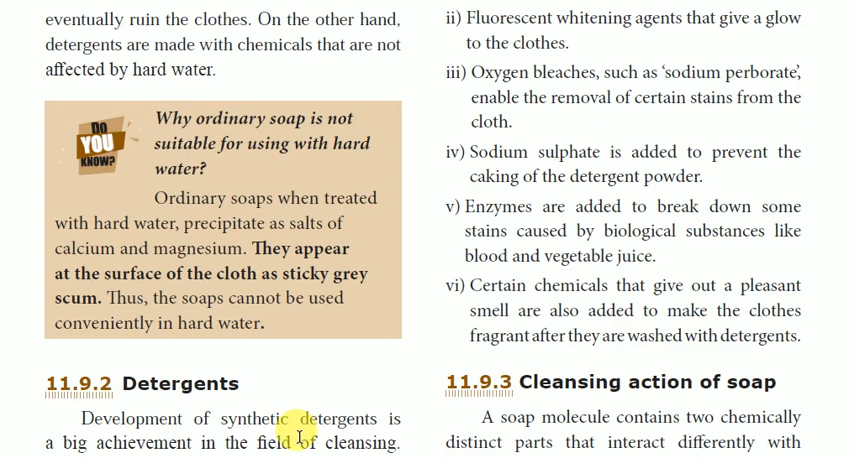 eventually ruin the clothes. On the other hand,
detergents are made with chemicals that are not
affected by hard water.
DO
YOU
KNOW?
Why ordinary soap is not
suitable for using with hard
water?
Ordinary soaps when treated
with hard water, precipitate as salts of
calcium and magnesium. They appear
at the surface of the cloth as sticky grey
scum. Thus, the soaps cannot be used
conveniently in hard water.
11.9.2 Detergents
Development of synthetic detergents is
a big achievement in the field of cleansing.
ii) Fluorescent whitening agents that give a glow
to the clothes.
iii) Oxygen bleaches, such as ‘sodium perborate’,
enable the removal of certain stains from the
cloth.
iv) Sodium sulphate is added to prevent the
caking of the detergent powder.
v) Enzymes are added to break down some
stains caused by biological substances like
blood and vegetable juice.
vi) Certain chemicals that give out a pleasant
smell are also added to make the clothes
fragrant after they are washed with detergents.
11.9.3 Cleansing action of soap
A soap molecule contains two chemically
distinct parts that interact differently with